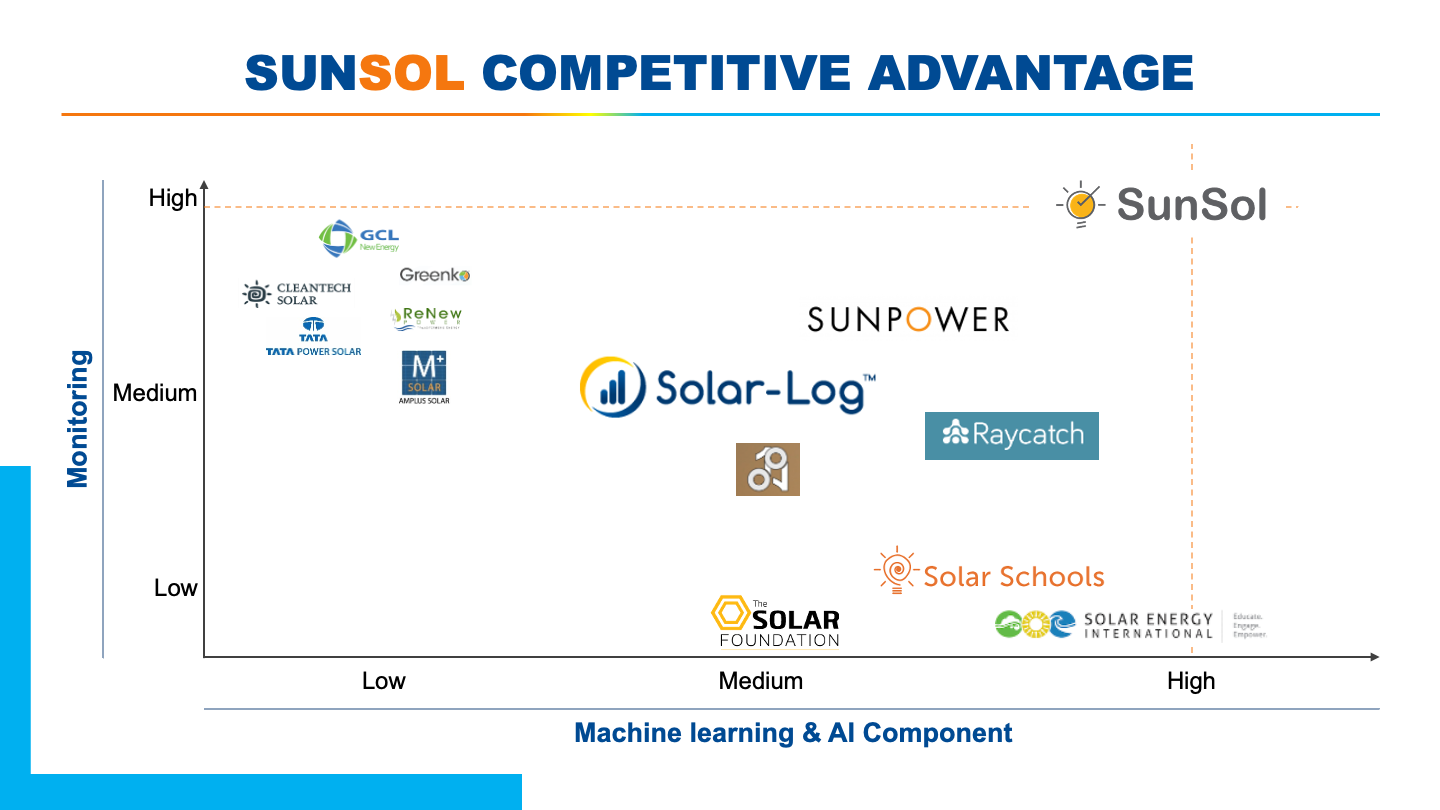 SUNSOL COMPETITIVE ADVANTAGE
High
SunSol
GCL
New Energy
Greenko
CLEANTECH
SOLAR
ReNew
POWER
TATA
TATA POWER SOLAR
SUNPOWER
M+
SOLAR
AMPLUS SOLAR
Medium
Solar-Log™
Raycatch
Monitoring
Solar Schools
Low
The
SOLAR
FOUNDATION
SOLAR ENERGY
INTERNATIONAL
Educate.
Engage.
Empower.
Low
Medium
High
Machine learning & AI Component